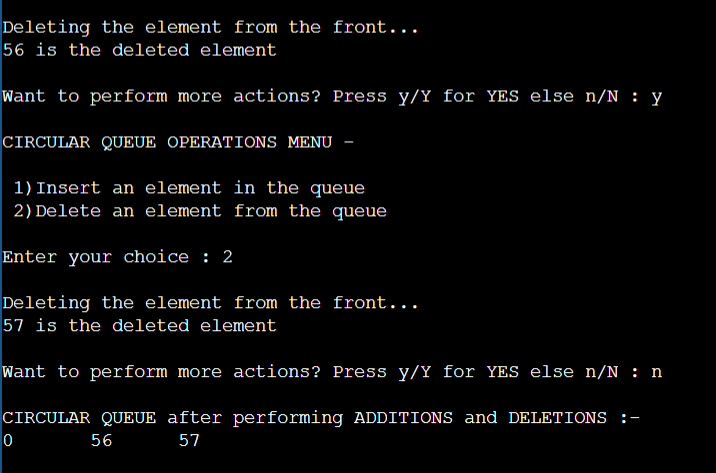 Deleting the element from the front...
56 is the deleted element
Want to perform more actions? Press y/Y for YES else n/N : y
CIRCULAR QUEUE OPERATIONS MENU -
1)Insert an element in the queue
2)Delete an element from the queue
Enter your choice : 2
Deleting the element from the front...
57 is the deleted element
Want to perform more actions? Press y/Y for YES else n/N : n
CIRCULAR QUEUE after performing ADDITIONS and DELETIONS :-
0 56 57